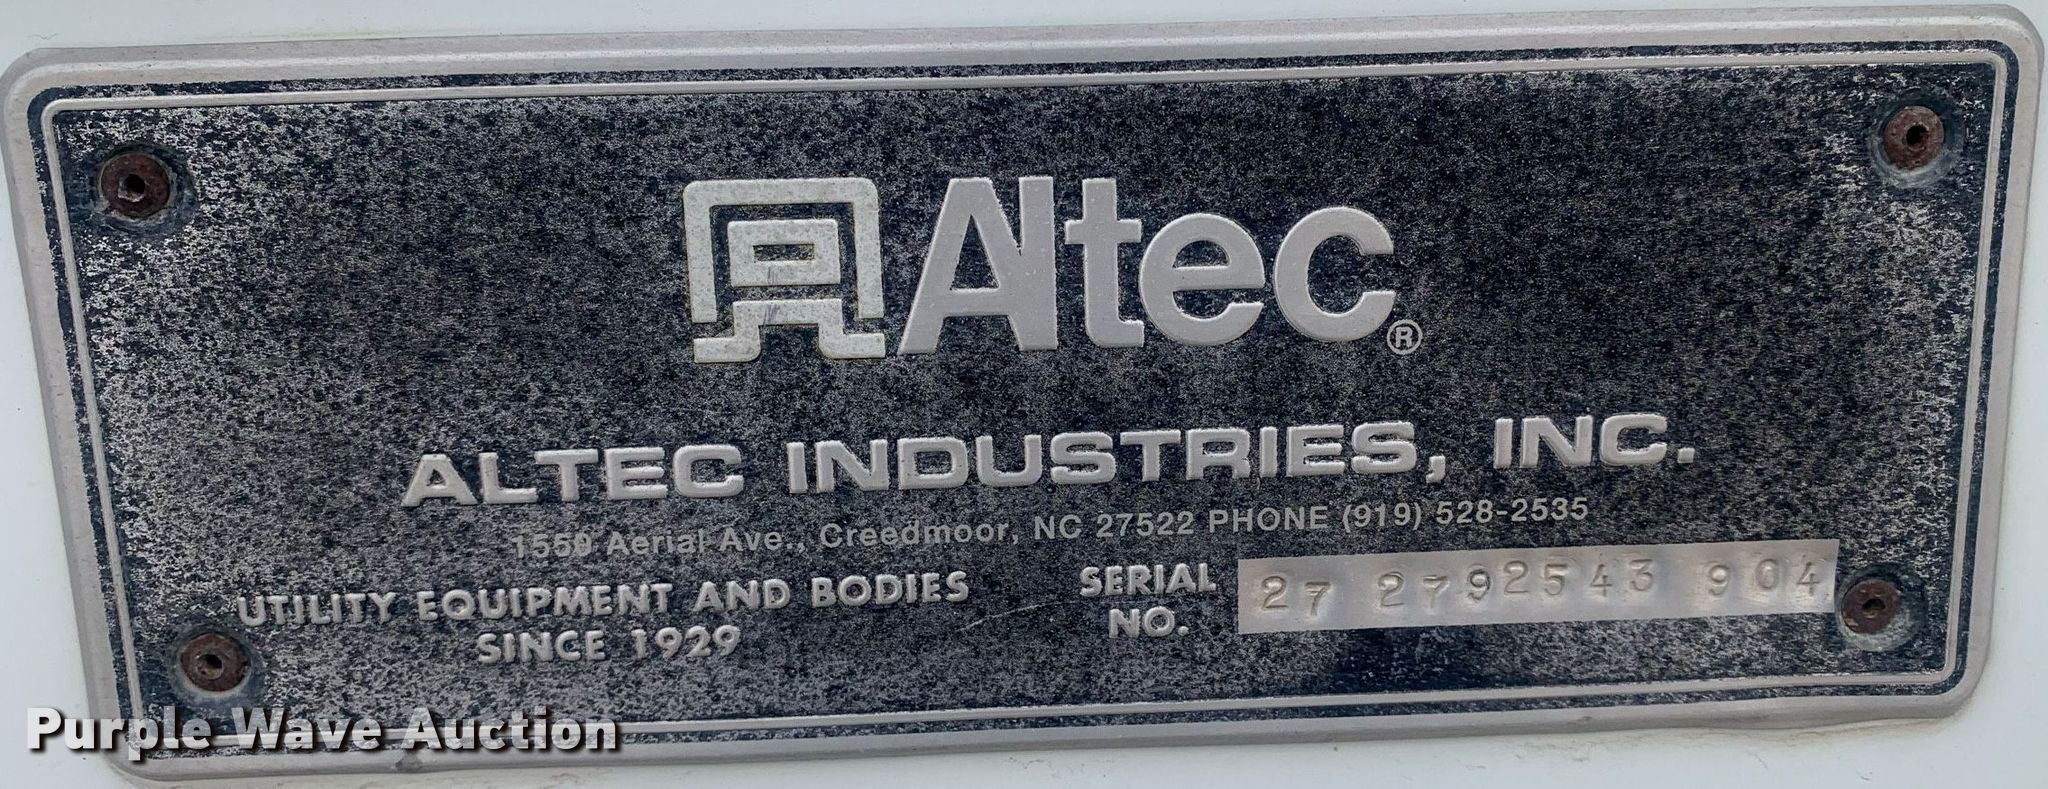 Altec®
ALTEC INDUSTRIES, INC.
1550 Aerial Ave., Creedmoor, NC 27522 PHONE (919) 528-2535
UTILITY EQUIPMENT AND BODIES
SINCE 1929
SERIAL
NO.
27 2792543 904
Purple Wave Auction